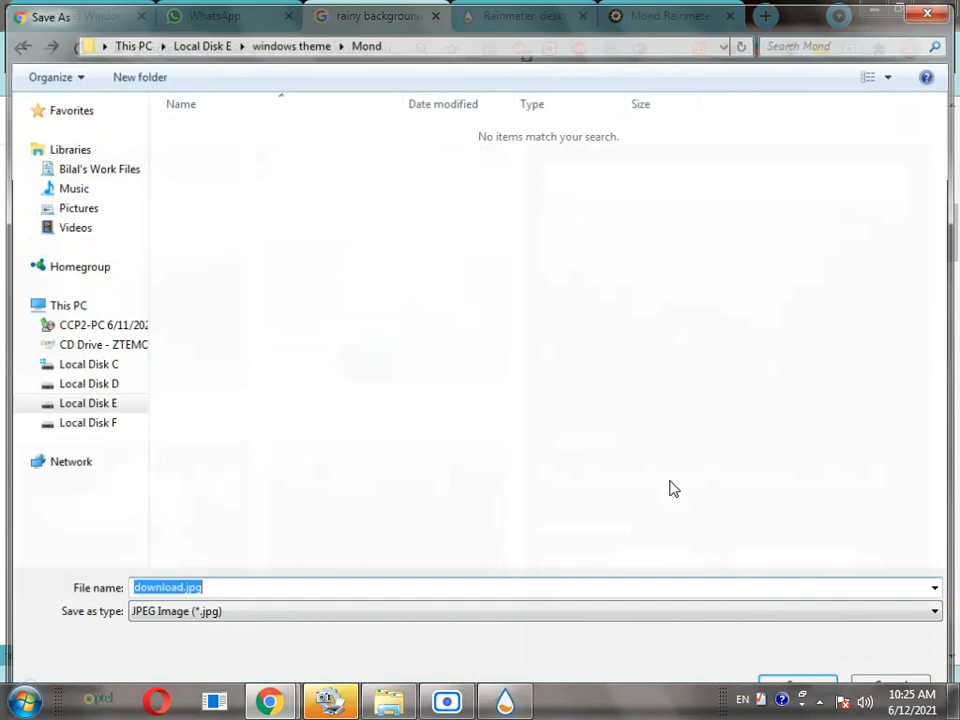 Save As
WhatsApp
rainy background
Rainmeter desk
Mond Rainmete
This PC
Local Disk E
windows theme
Mond
Search Mond
Organize
New folder
Name
Date modified
Type
Size
No items match your search.
Favorites
Libraries
Bilal's Work Files
Music
Pictures
Videos
Homegroup
This PC
CCP2-PC 6/11/202
CD Drive - ZTEMC
Local Disk C
Local Disk D
Local Disk E
Local Disk F
Network
File name: download.jpg
Save as type: JPEG Image (*.jpg)
ptel
EN
10:25 AM
6/12/2021